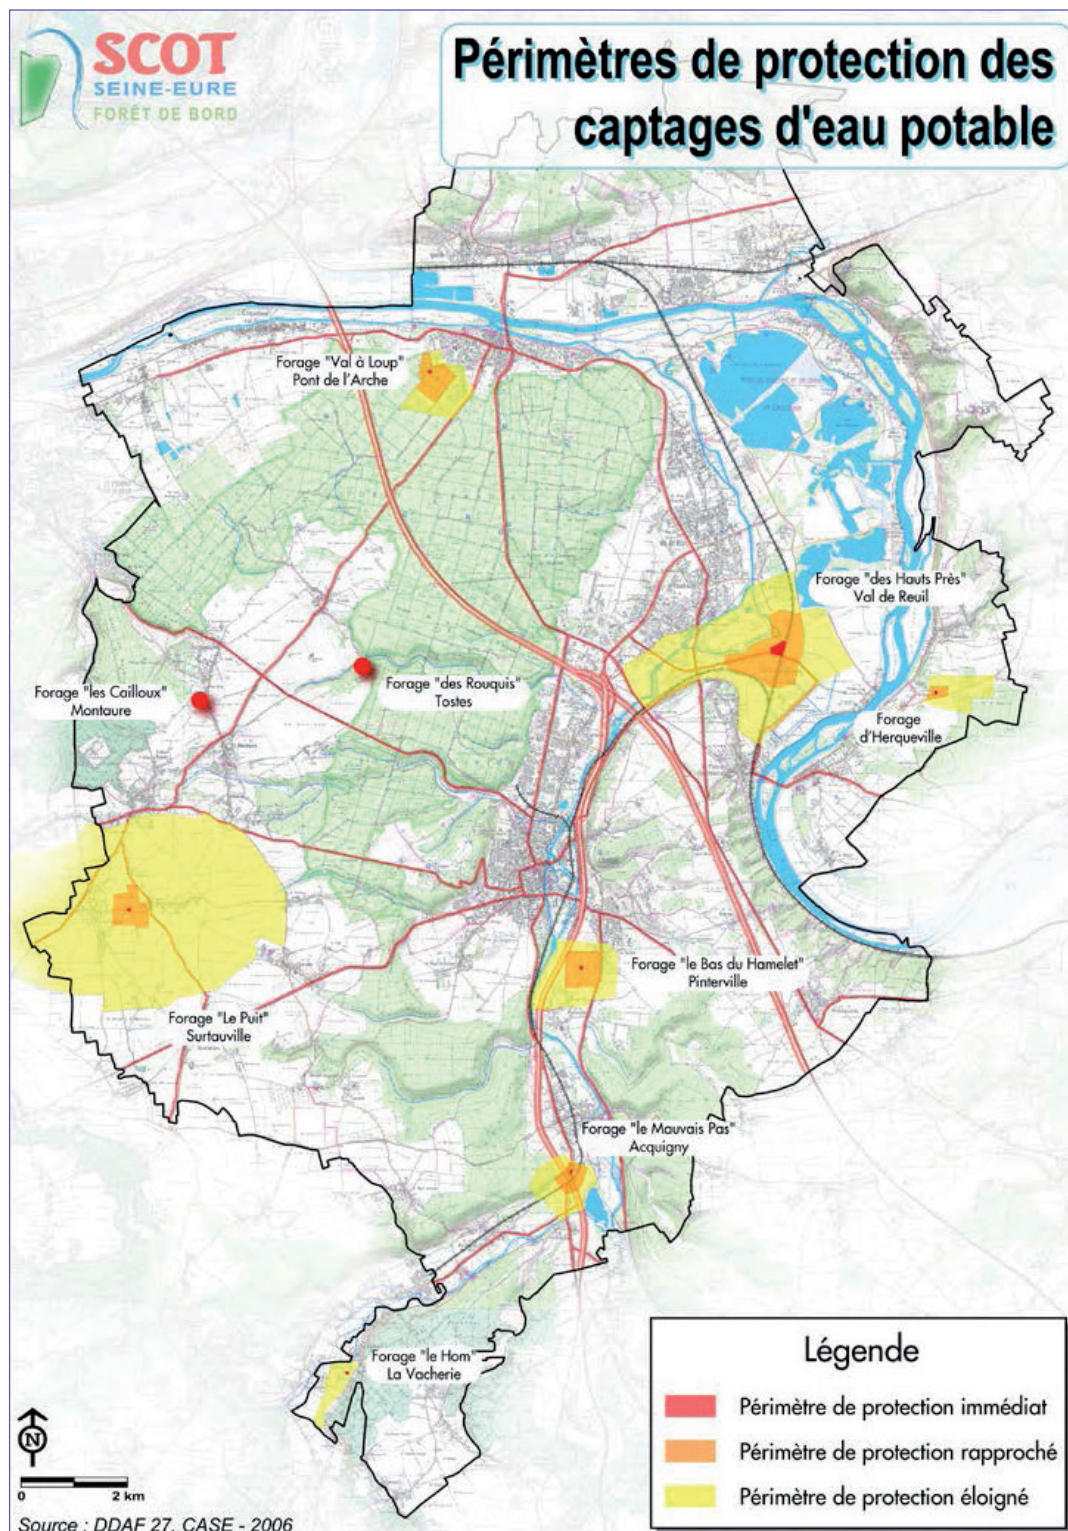 SCOT
SEINE-EURE
FORÊT DE BORD
Périmètres de protection des
captages d'eau potable
Forage "Val à Loup"
Pont de l'Arche
Forage "des Hauts Près"
Val de Reuil
Forage "les Cailloux"
Montaure
Forage "des Rouquis"
Tostes
Forage
d'Herqueville
Forage "le Bas du Hamelet"
Pinterville
Forage "Le Puit"
Surtauville
Forage "le Mauvais Pas"
Acquigny
Forage "le Hom"
La Vacherie
Légende
Périmètre de protection immédiat
Périmètre de protection rapproché
Périmètre de protection éloigné
N
0 2 km
Source : DDAF 27, CASE - 2006